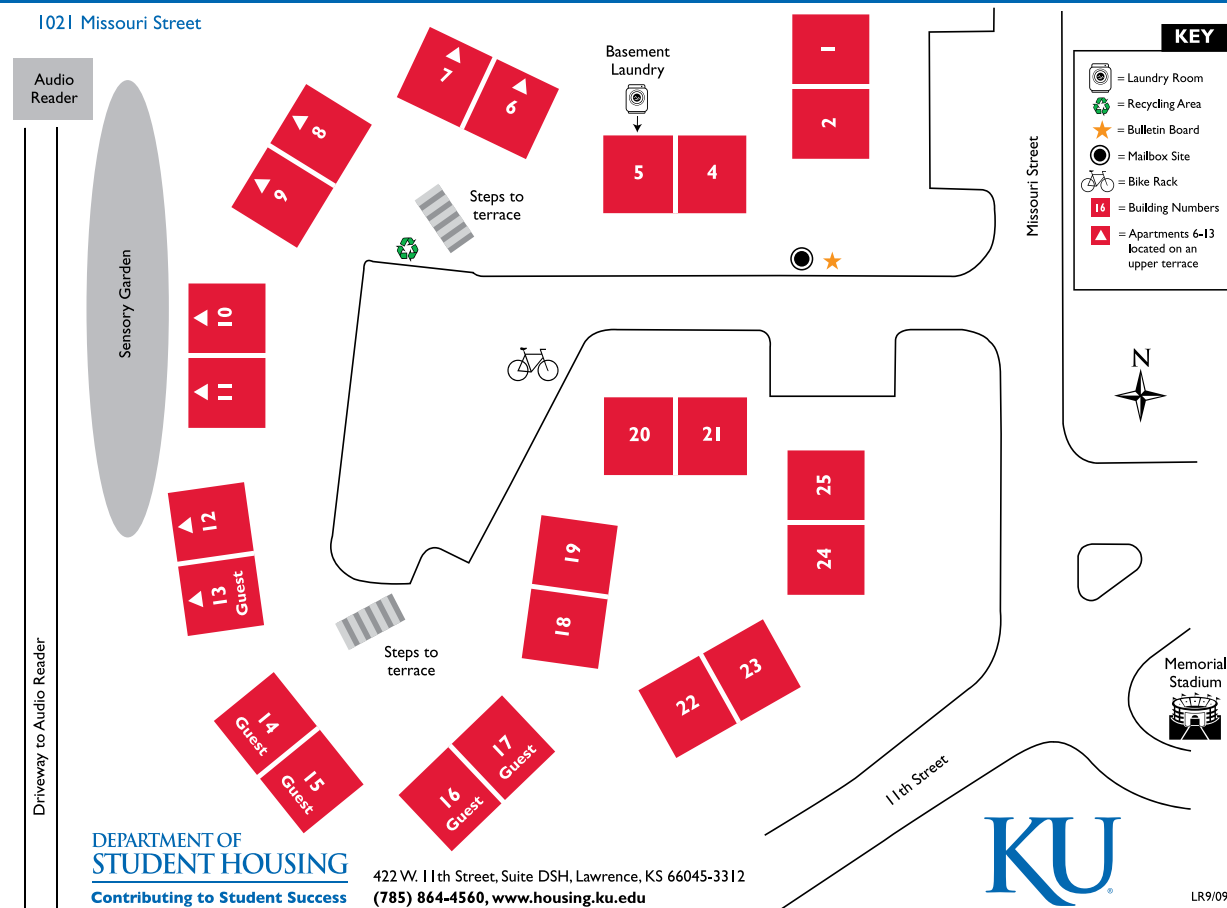 1021 Missouri Street
Audio
Reader
Sensory Garden
Driveway to Audio Reader
7
6
8
9
10
11
12
13
Guest
14
Guest
15
Guest
16
Guest
17
Guest
18
19
20
21
22
23
24
25
Basement
Laundry
5
4
1
2
Steps to
terrace
Steps to
terrace
Missouri Street
11th Street
KEY
= Laundry Room
= Recycling Area
= Bulletin Board
= Mailbox Site
= Bike Rack
16 = Building Numbers
= Apartments 6-13
located on an
upper terrace
N
Memorial
Stadium
DEPARTMENT OF
STUDENT HOUSING
Contributing to Student Success
422 W. 11th Street, Suite DSH, Lawrence, KS 66045-3312
(785) 864-4560, www.housing.ku.edu
KU
LR9/09